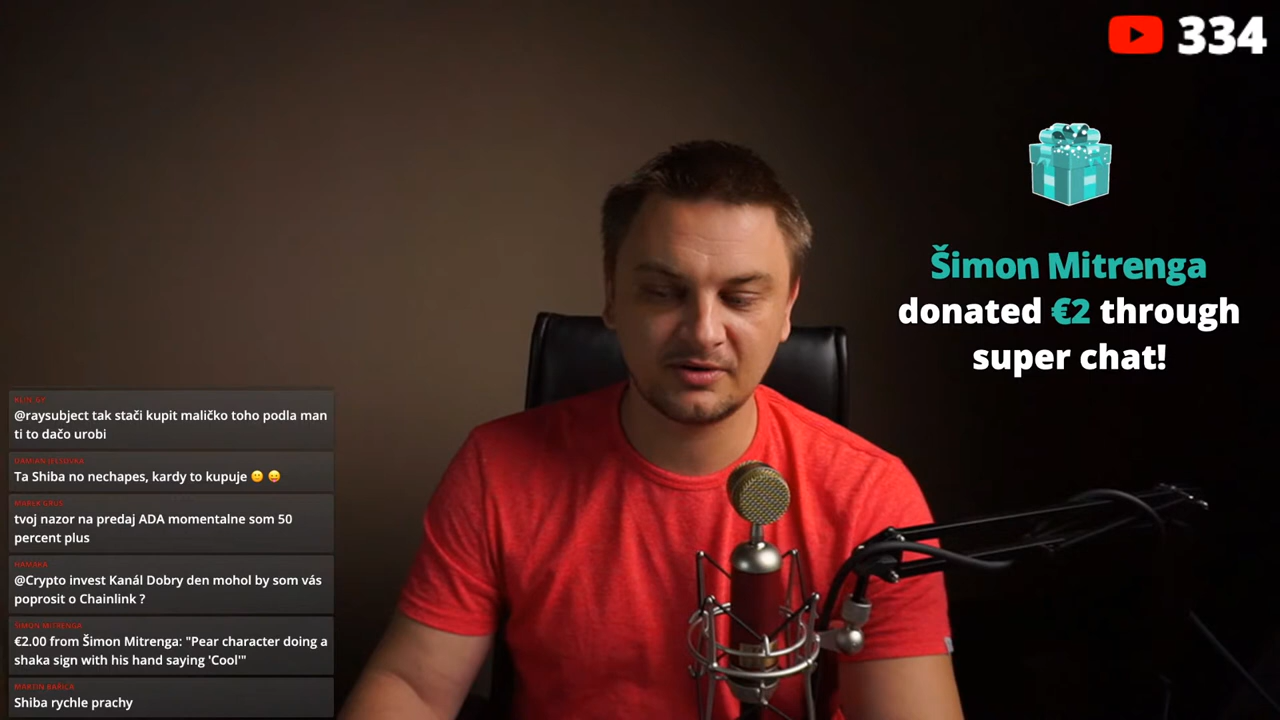 334
Šimon Mitrenga
donated €2 through
super chat!
@raysubject tak stači kupit maličko toho podla man
ti to dačo urobi
Ta Shiba no nechapes, kardy to kupuje
MAREK GRUS
tvoj nazor na predaj ADA momentalne som 50
percent plus
HAMAKA
@Crypto invest Kanál Dobry den mohol by som vás
poprosit o Chainlink ?
ŠIMON MITRENGA
€2.00 from Šimon Mitrenga: "Pear character doing a
shaka sign with his hand saying 'Cool'"
MARTIN BARICA
Shiba rychle prachy